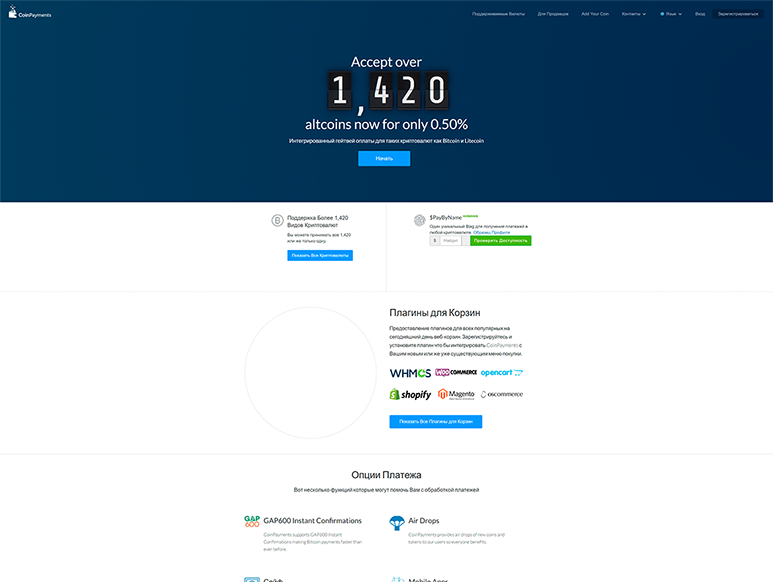 CoinPayments
Поддерживаемые Валюты Для Продавцов Add Your Coin Контакты Язык Вход Зарегистрироваться
Accept over
1,420
altcoins now for only 0.50%
Интегрированный гейтвей оплаты для таких криптовалют как Bitcoin и Litecoin
Начать
Поддержка Более 1,420
Видов Криптовалют
Вы можете принимать все 1,420
или же только одну.
Показать Все Криптовалюты
$PayByName
Один уникальный Bag для получения платежей в
любой криптовалюте. Образец Профиля
$ Найдил Проверить Доступность
Плагины для Корзин
Предоставление плагинов для всех популярных на
сегодняшний день веб-корзин. Зарегистрируйтесь и
установите плагин что бы интегрировать CoinPayments с
Вашим новым или же уже существующим меню покупки.
WHMCS WOO COMMERCE opencart
shopify Magento oscommerce
Показать Все Плагины для Корзин
Опции Платежа
Вот несколько функций которые могут помочь Вам с обработкой платежей
GAP600 GAP600 Instant Confirmations
CoinPayments supports GAP600 Instant
Confirmations making Bitcoin payments faster than
ever before.
Air Drops
CoinPayments provides air drops of new coins and
tokens to our users to everyone benefits.
Сейф Mobile Apps